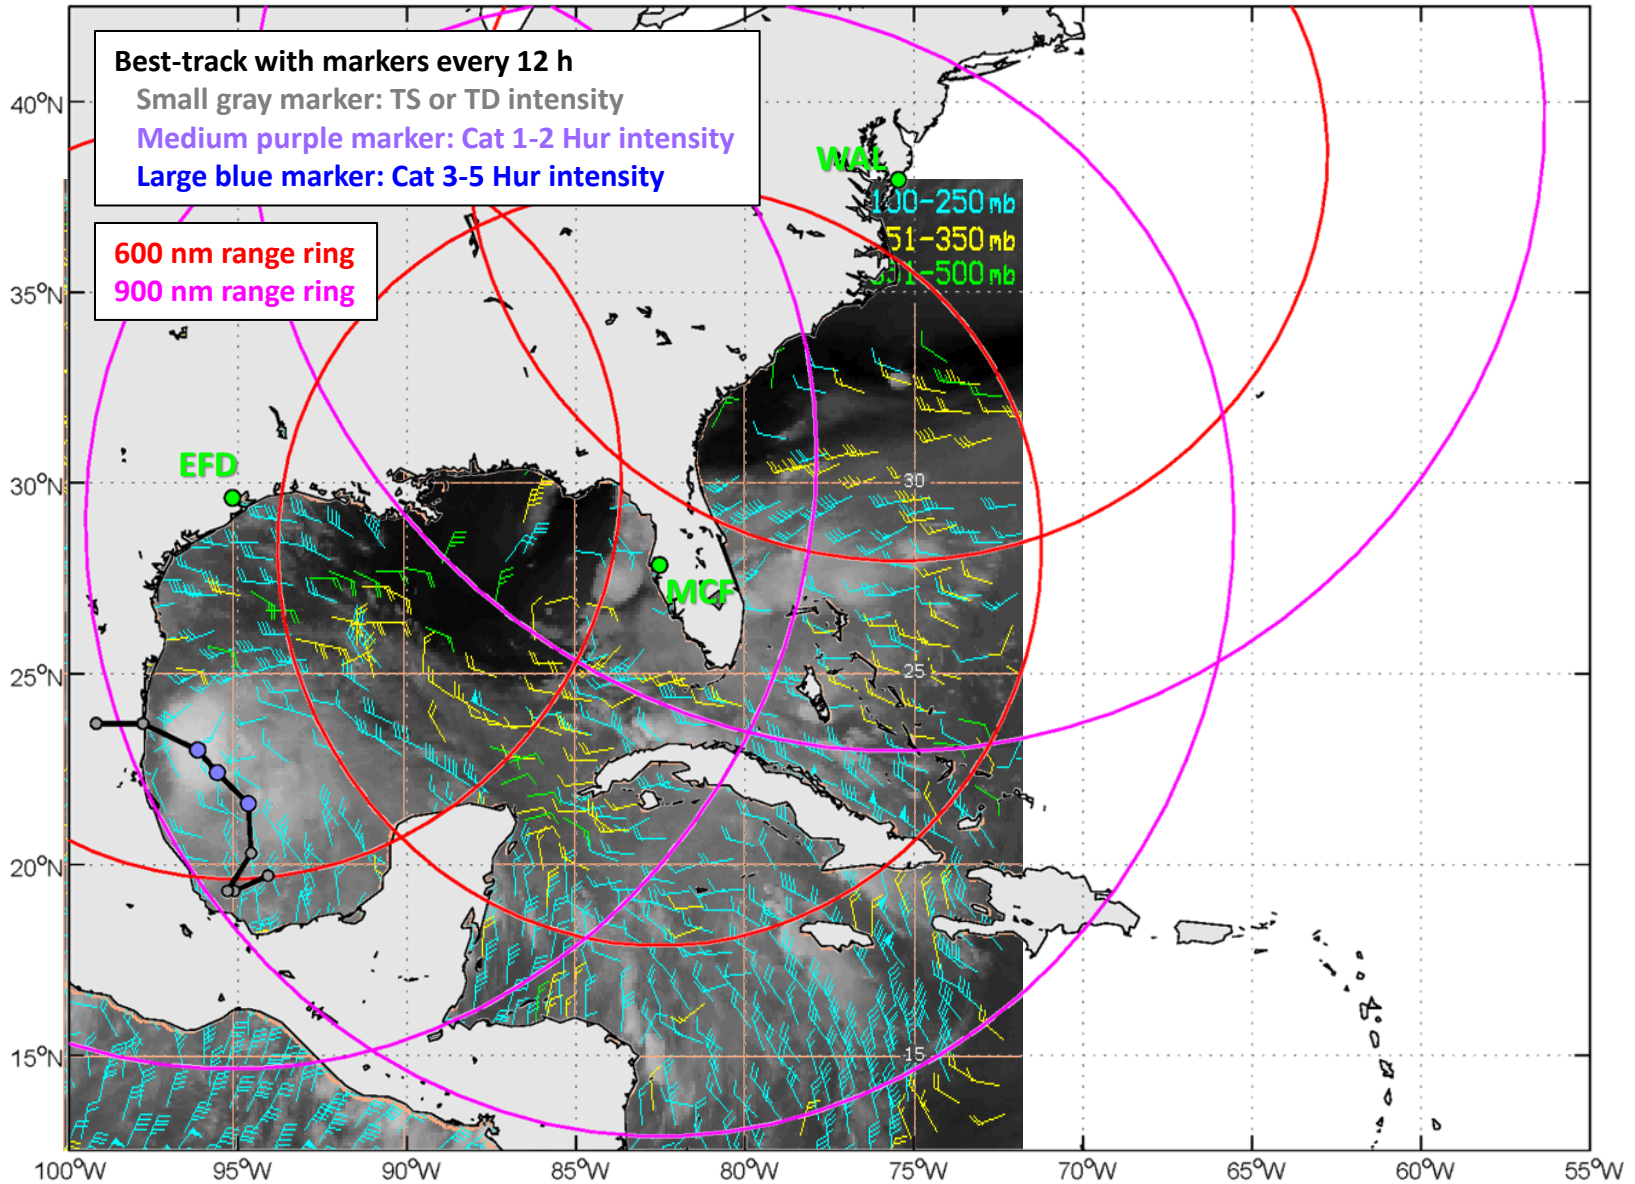 Best-track with markers every 12 h
Small gray marker: TS or TD intensity
Medium purple marker: Cat 1-2 Hur intensity
Large blue marker: Cat 3-5 Hur intensity
600 nm range ring
900 nm range ring
WAL
100-250 mb
51-350 mb
51-500 mb
EFD
MCF
30
25
15
40°N
35°N
30°N
25°N
20°N
15°N
100°W
95°W
90°W
85°W
80°W
75°W
70°W
65°W
60°W
55°W